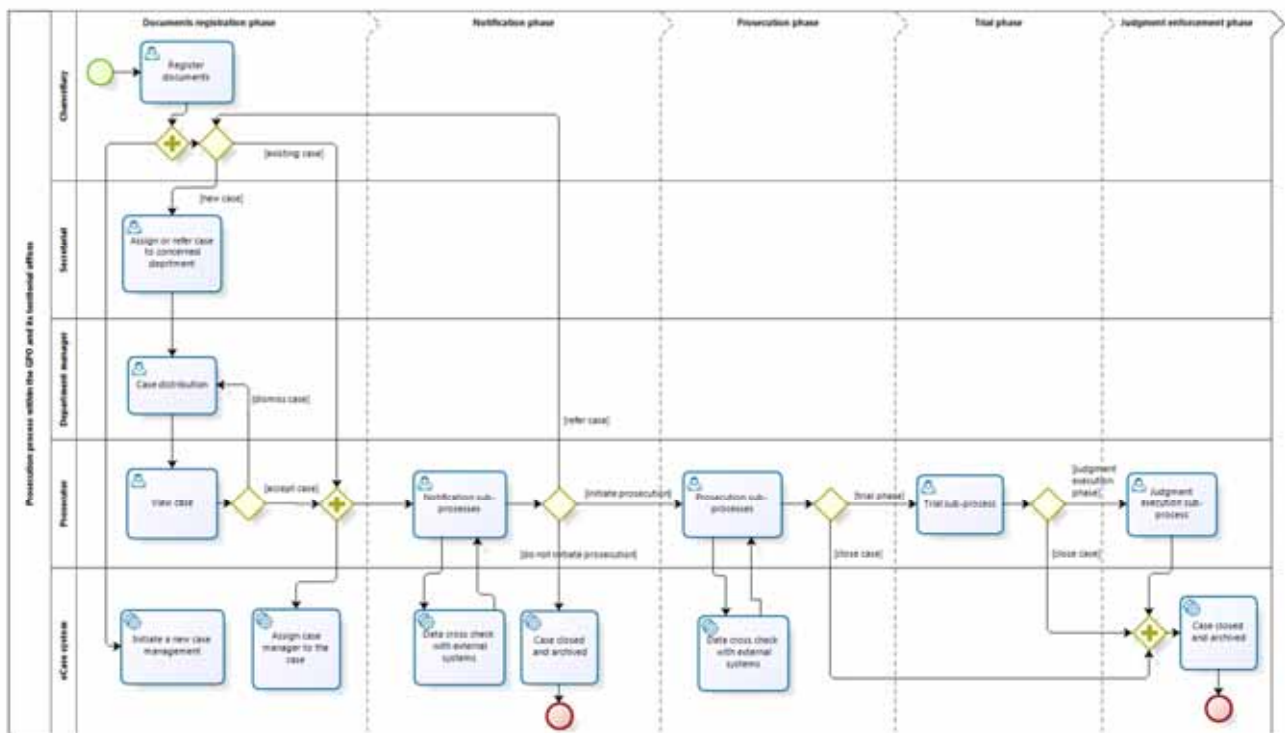 Documents registration phase
Notification phase
Prosecution phase
Trial phase
Judgment enforcement phase
Prosecution process within the GPO and its territorial offices
Chancellary
Register
documents
[existing case]
[new case]
Secretariat
Assign or refer case
to concerned
department
Department manager
Case distribution
[dismiss case]
[refer case]
Prosecutor
View case
[accept case]
Notification sub-
processes
[initiate prosecution]
[do not initiate prosecution]
Prosecution sub-
processes
[trial phase]
[close case]
Trial sub-process
[judgment
execution
phase]
[close case]
Judgment
execution sub-
process
eCase system
Initiate a new case
management
Assign case
manager to the
case
Data cross check
with external
systems
Case closed
and archived
Data cross check
with external
systems
Case closed
and archived